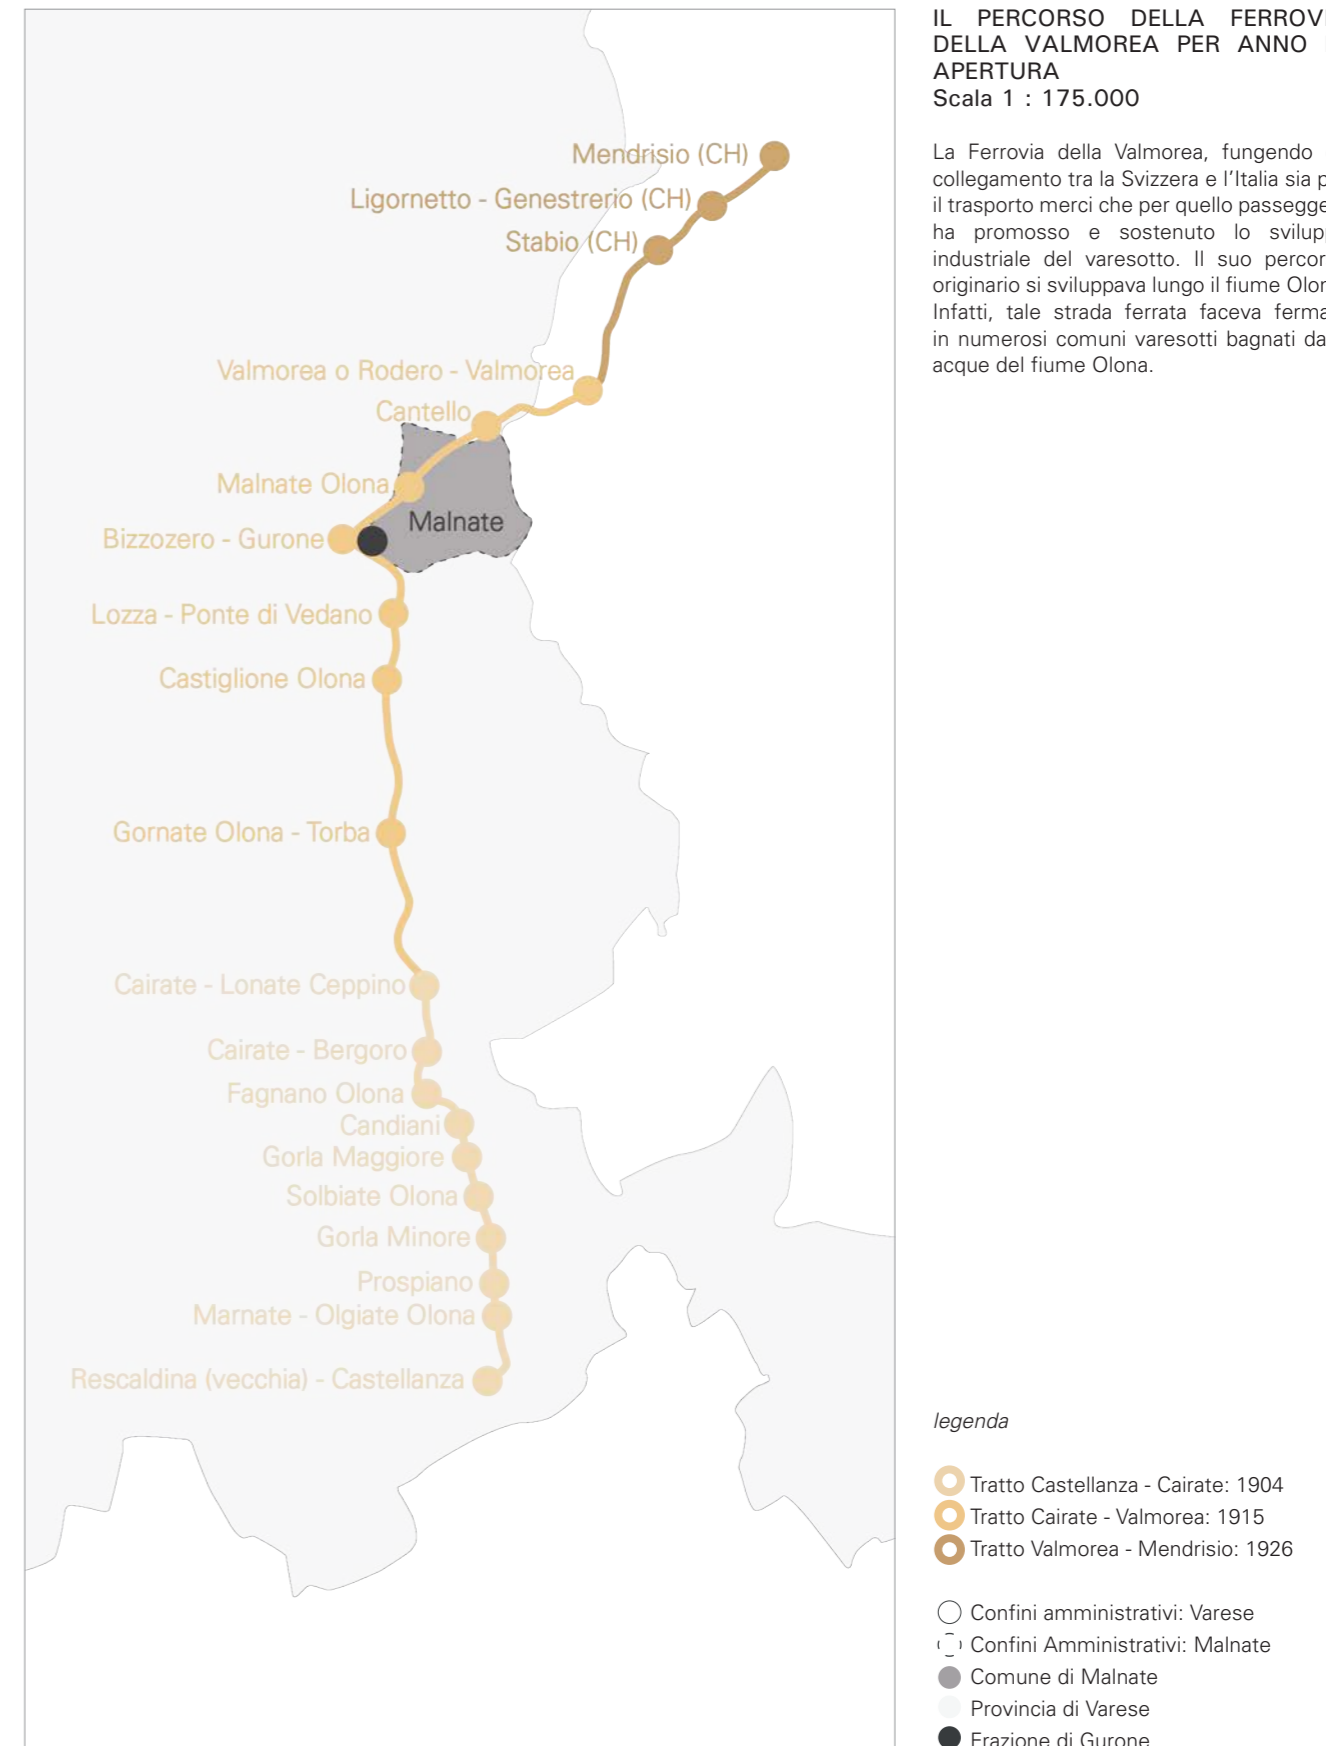 IL PERCORSO DELLA FERROVI
DELLA VALMOREA PER ANNO
APERTURA
Scala 1 : 175.000
La Ferrovia della Valmorea, fungendo
collegamento tra la Svizzera e l'Italia sia p
il trasporto merci che per quello passegge
ha promosso e sostenuto lo svilupp
industriale del varesotto. Il suo percor
originario si sviluppava lungo il fiume Olon
Infatti, tale strada ferrata faceva ferma
in numerosi comuni varesotti bagnati da
acque del fiume Olona.
Mendrisio (CH)
Ligornetto - Genestrerio (CH)
Stabio (CH)
Valmorea o Rodero - Valmorea
Cantello
Malnate Olona
Malnate
Bizzozero - Gurone
Lozza - Ponte di Vedano
Castiglione Olona
Gornate Olona - Torba
Cairate - Lonate Ceppino
Cairate - Bergoro
Fagnano Olona
Candiani
Gorla Maggiore
Solbiate Olona
Gorla Minore
Prospiano
Marnate - Olgiate Olona
Rescaldina (vecchia) - Castellanza
legenda
Tratto Castellanza - Cairate: 1904
Tratto Cairate - Valmorea: 1915
Tratto Valmorea - Mendrisio: 1926
Confini amministrativi: Varese
Confini Amministrativi: Malnate
Comune di Malnate
Provincia di Varese
Frazione di Gurone